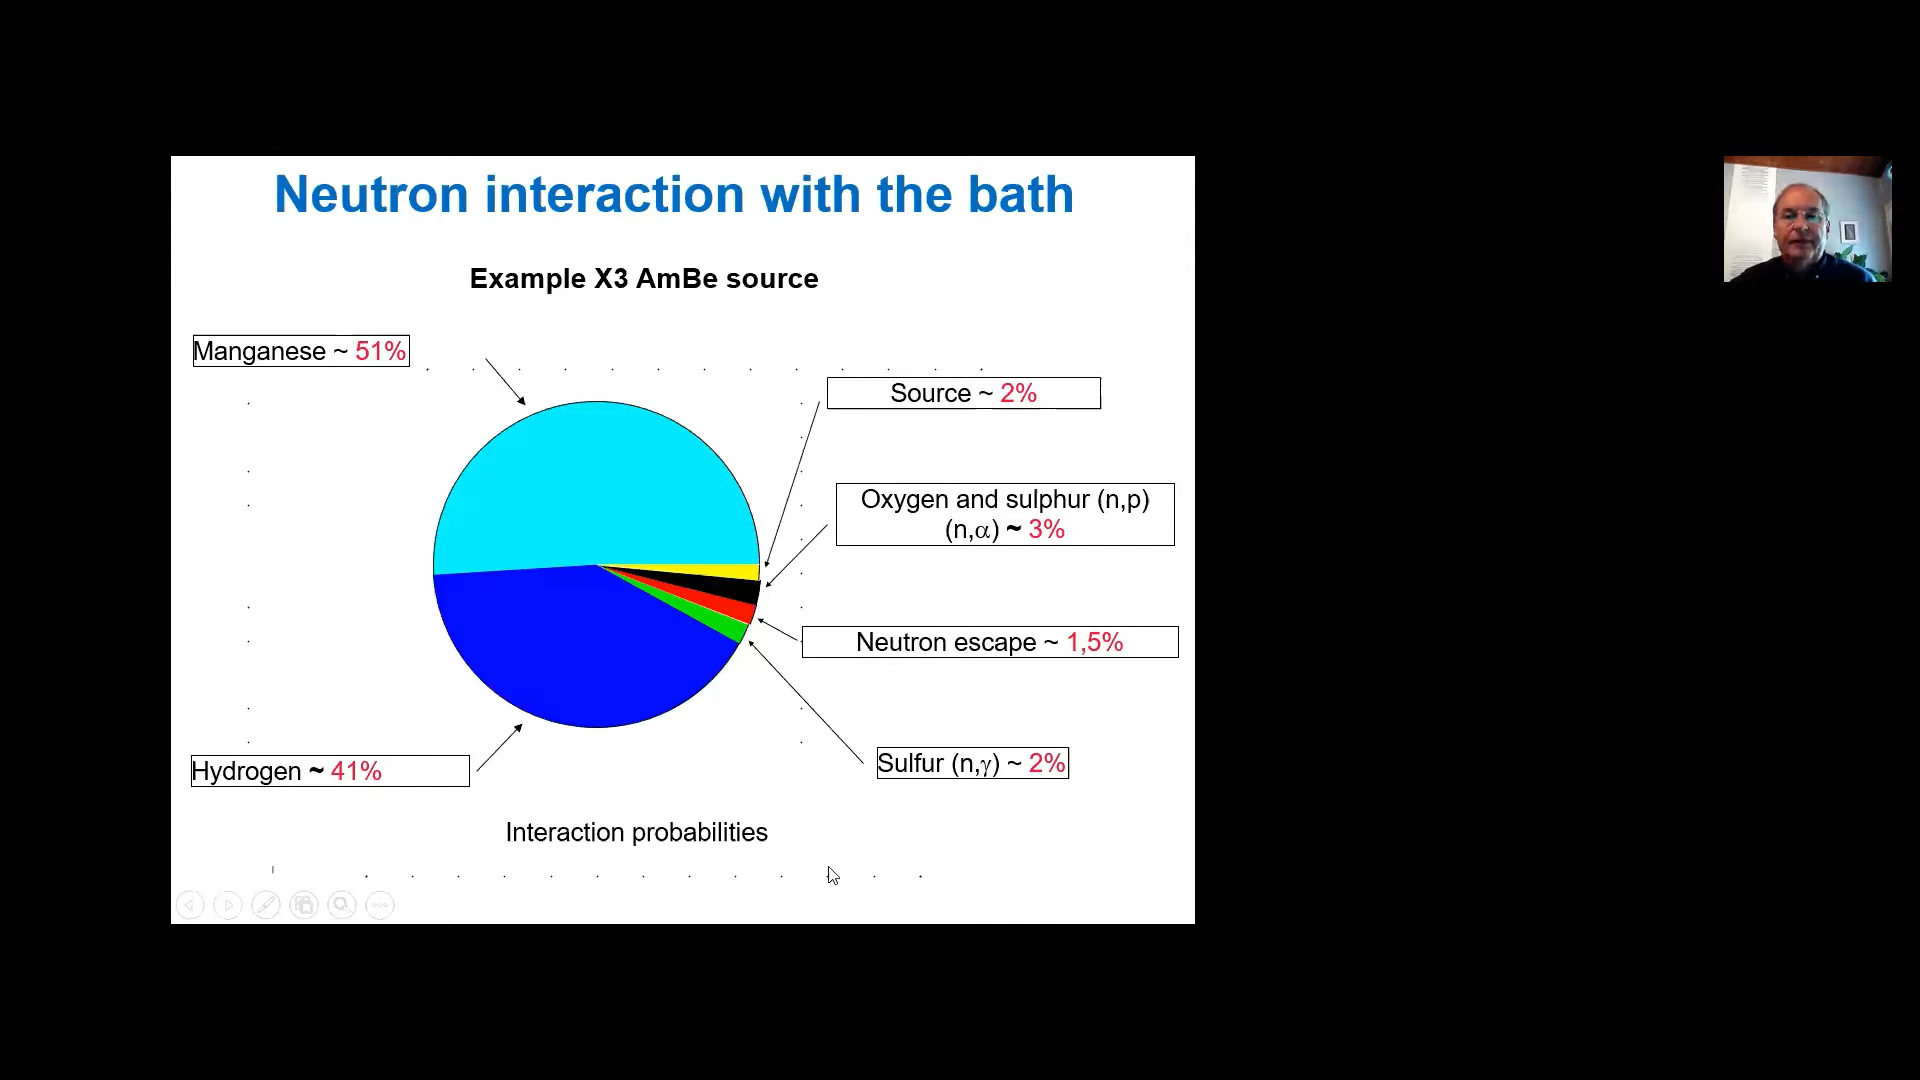 Neutron interaction with the bath
Example X3 AmBe source
Manganese ~ 51%
Source ~ 2%
Oxygen and sulphur (n,p)
(n,α) ~ 3%
Neutron escape ~ 1,5%
Hydrogen ~ 41%
Sulfur (n,γ) ~ 2%
Interaction probabilities